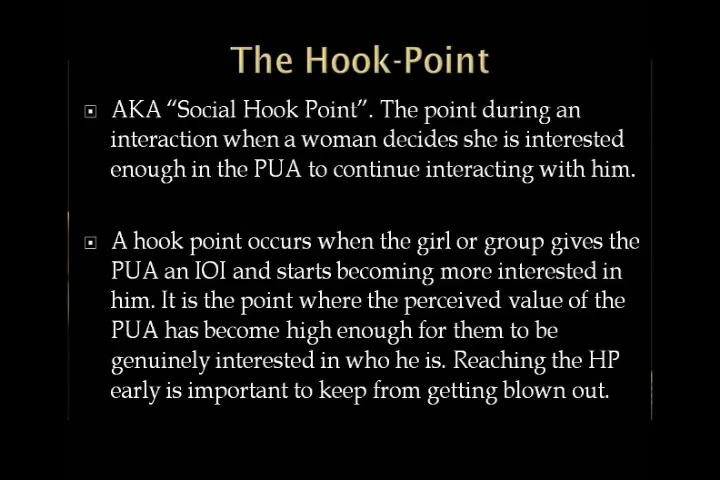 The Hook-Point
AKA “Social Hook Point”. The point during an
interaction when a woman decides she is interested
enough in the PUA to continue interacting with him.
A hook point occurs when the girl or group gives the
PUA an IOI and starts becoming more interested in
him. It is the point where the perceived value of the
PUA has become high enough for them to be
genuinely interested in who he is. Reaching the HP
early is important to keep from getting blown out.